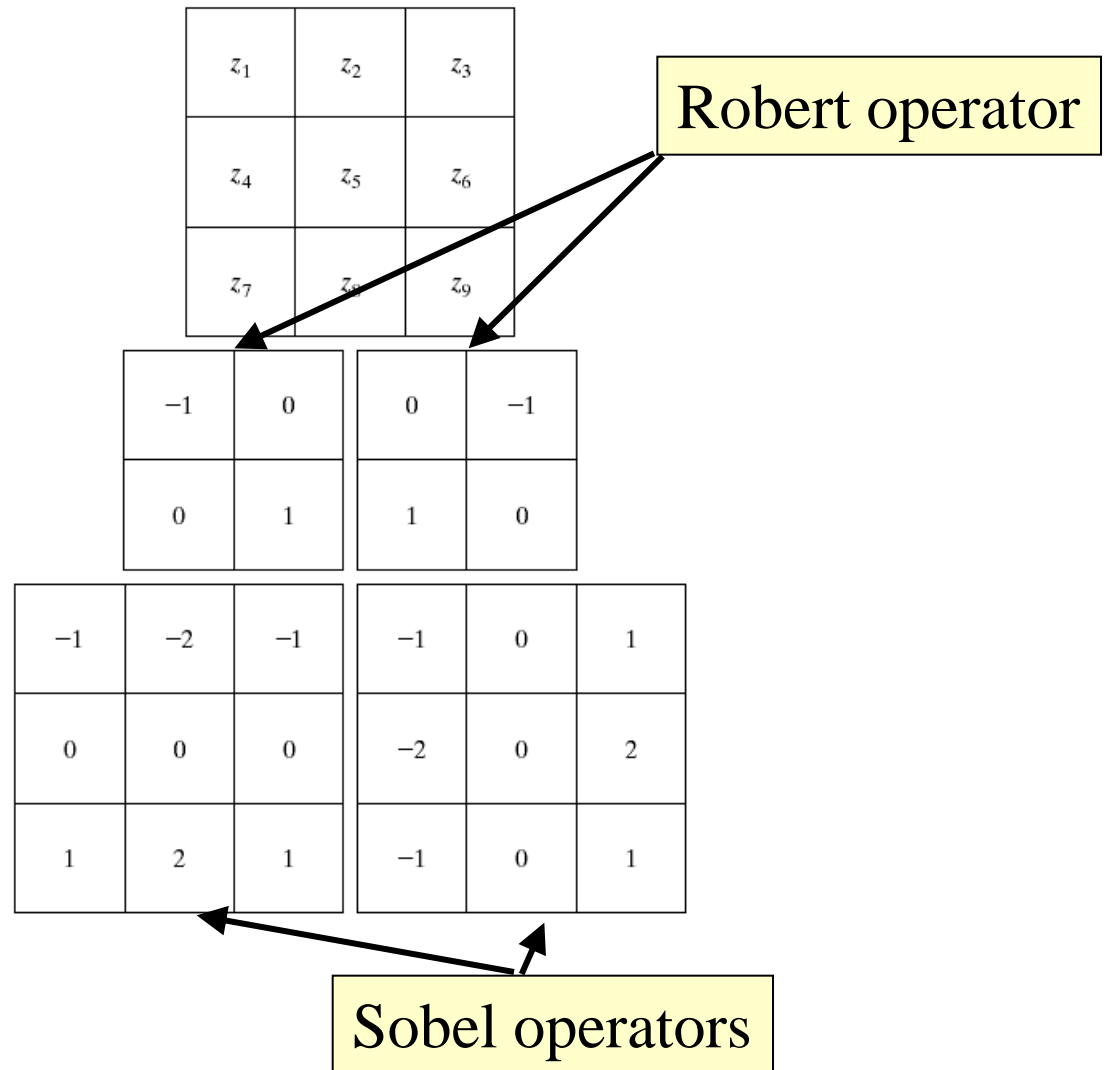 z1 z2 z3
Robert operator
z4 z5 z6
z7 z8 z9
−1 0 0 −1
0 1 1 0
−1 −2 −1 −1 0 1
0 0 0 −2 0 2
1 2 1 −1 0 1
Sobel operators